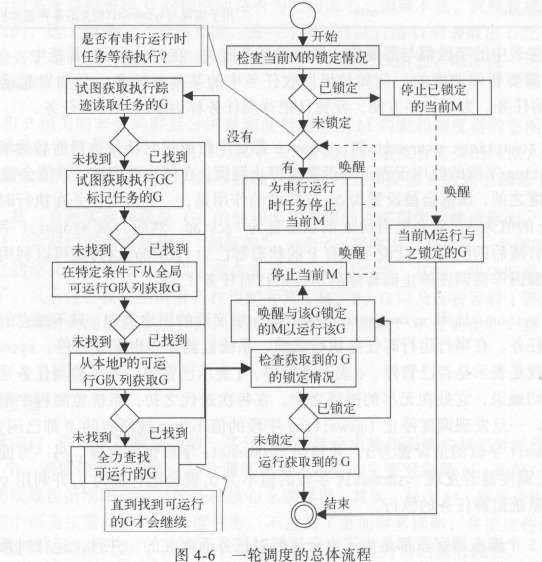 开始
是否有串行运行时
任务等待执行？
检查当前M的锁定情况
已锁定
停止已锁定
的当前M
未锁定
试图获取执行踪
迹读取任务的G
没有
唤醒
有
唤醒
未找到 已找到
为串行运行
时任务停止
当前M
试图获取执行GC
标记任务的G
当前M运行与
之锁定的G
唤醒
未找到 已找到
停止当前M
在特定条件下从全局
可运行G队列获取G
唤醒与该G锁定
的M以运行该G
未找到 已找到
从本地P的可运
行G队列获取G
检查获取到的G
的锁定情况
已锁定
未找到 已找到
未锁定
全力查找
可运行的G
运行获取到的G
直到找到可运行
的G才会继续
结束
图 4-6 一轮调度的总体流程